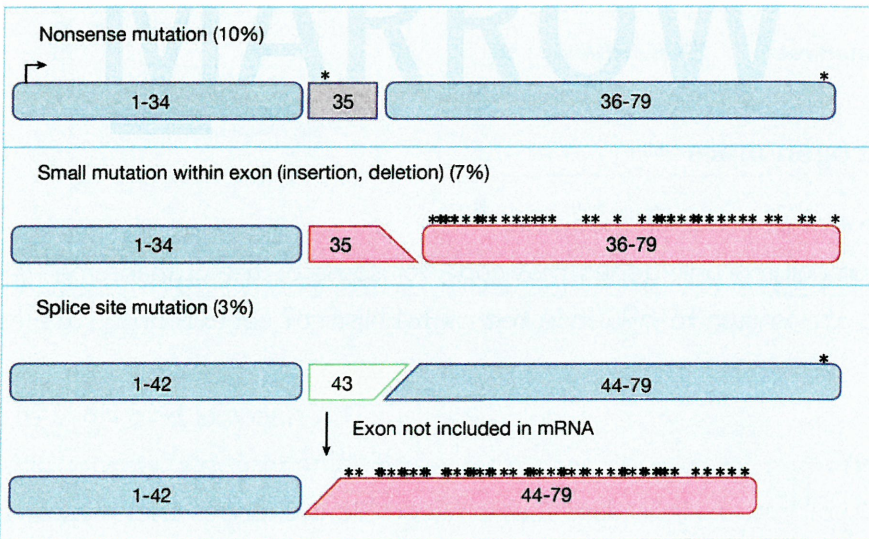 MARROW
Nonsense mutation (10%)
* *
1-34 35 36-79
Small mutation within exon (insertion, deletion) (7%)
1-34 35 36-79
Splice site mutation (3%)
*
1-42 43 44-79
Exon not included in mRNA
1-42 44-79